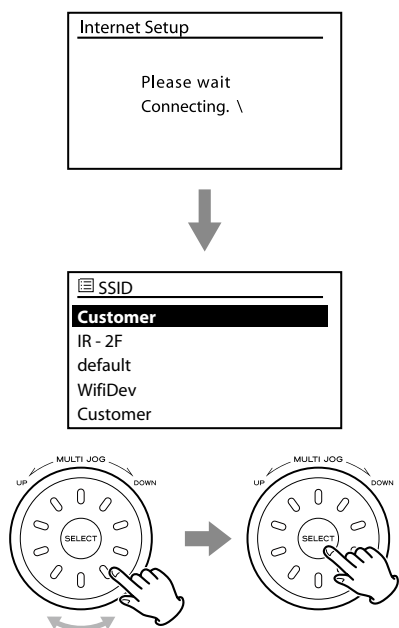 Internet Setup
Please wait
Connecting. \
SSID
Customer
IR - 2F
default
WifiDev
Customer
MULTI JOG
UP
DOWN
SELECT
MULTI JOG
UP
DOWN
SELECT